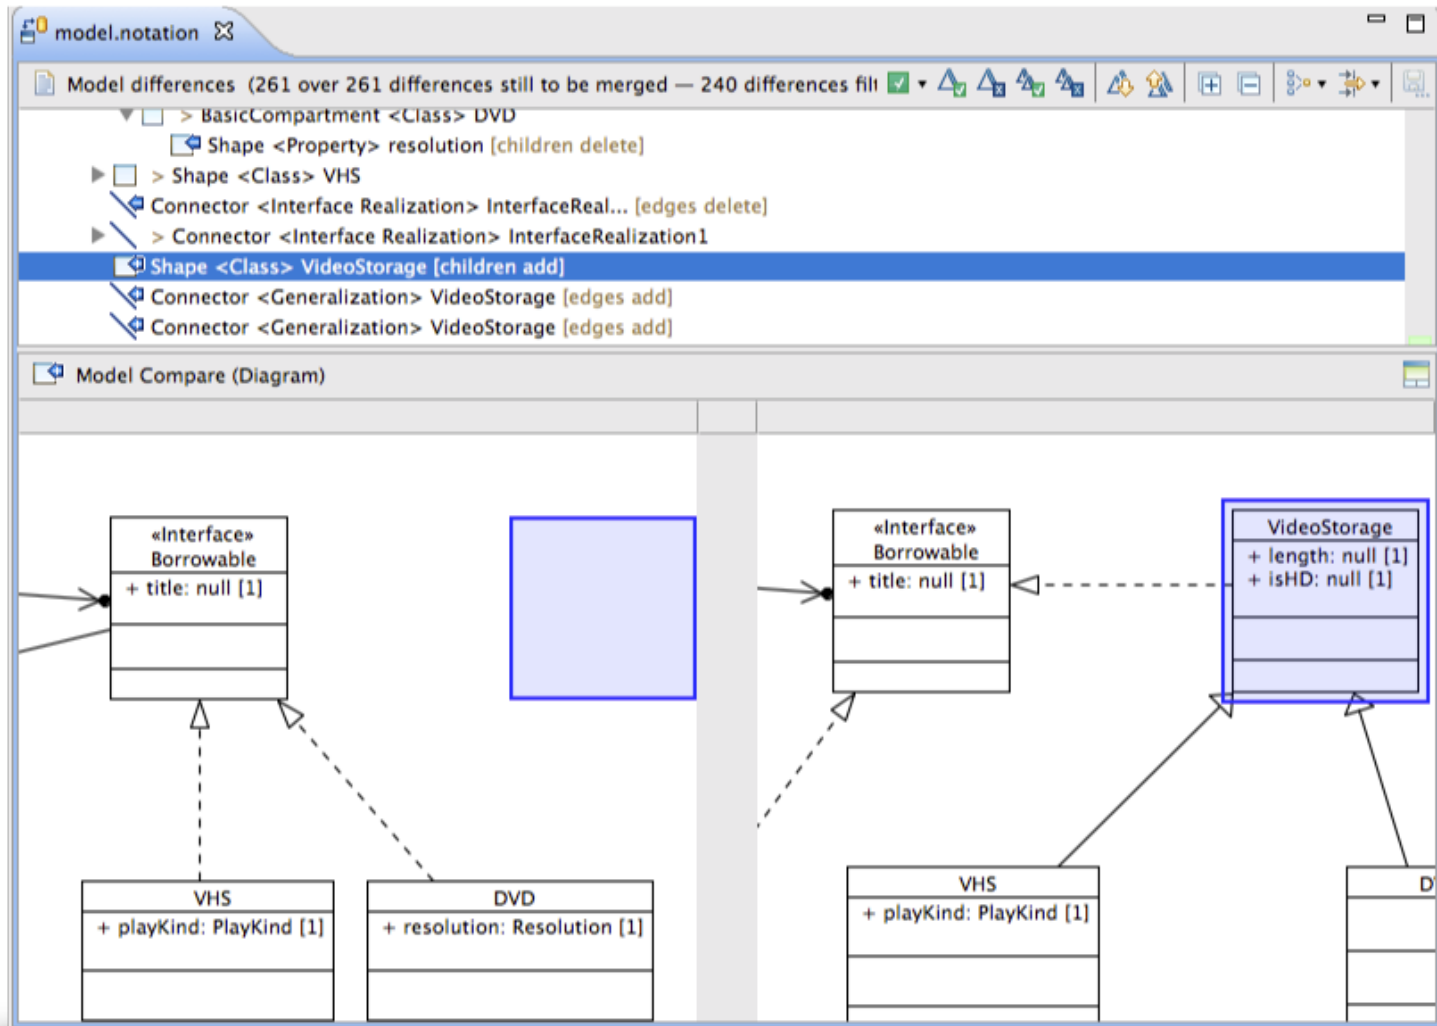 model.notation
Model differences (261 over 261 differences still to be merged — 240 differences filt
> BasicCompartment <Class> DVD
Shape <Property> resolution [children delete]
> Shape <Class> VHS
Connector <Interface Realization> InterfaceReal... [edges delete]
> Connector <Interface Realization> InterfaceRealization1
Shape <Class> VideoStorage [children add]
Connector <Generalization> VideoStorage [edges add]
Connector <Generalization> VideoStorage [edges add]
Model Compare (Diagram)
«Interface»
Borrowable
+ title: null [1]
VHS
+ playKind: PlayKind [1]
DVD
+ resolution: Resolution [1]
«Interface»
Borrowable
+ title: null [1]
VideoStorage
+ length: null [1]
+ isHD: null [1]
VHS
+ playKind: PlayKind [1]